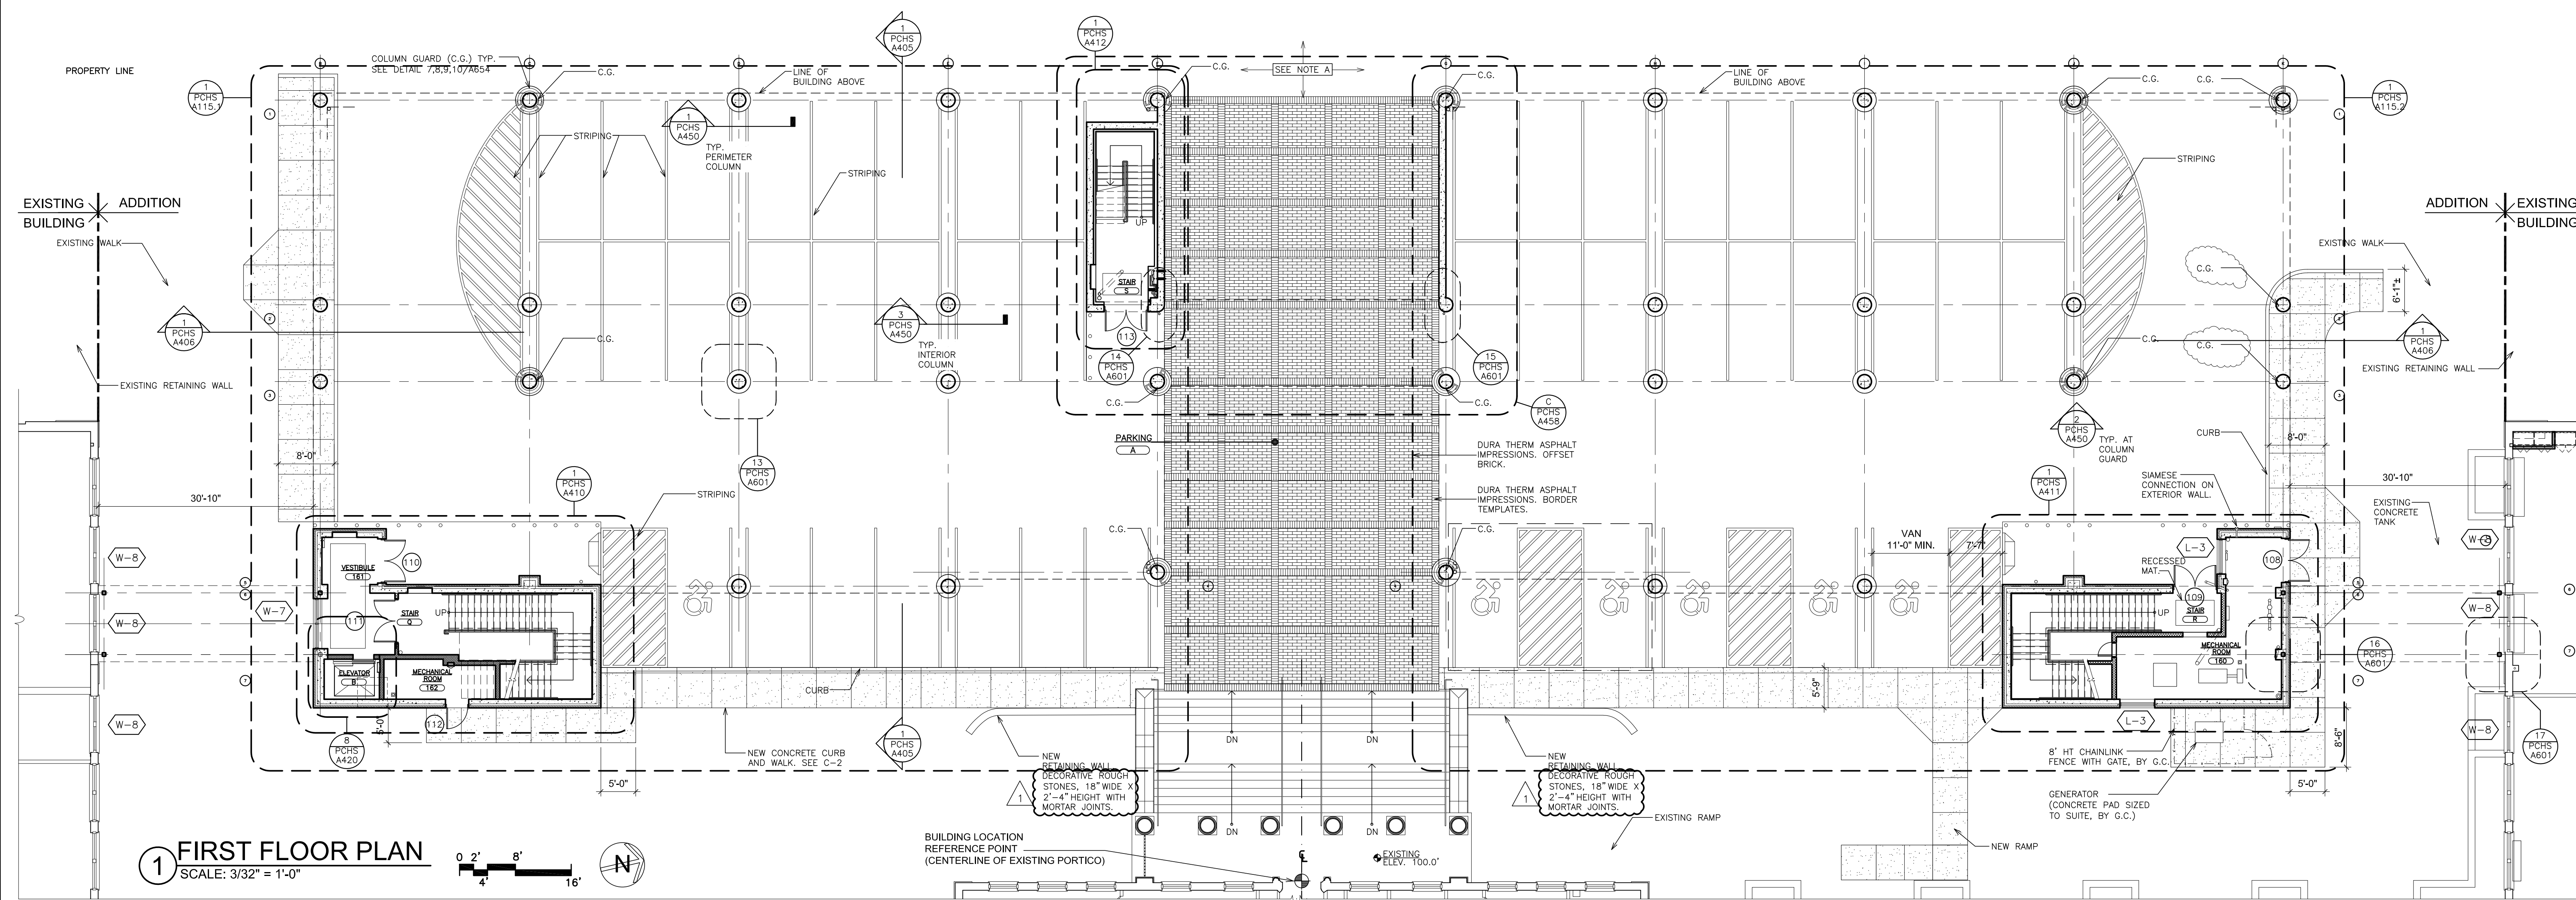 PROPERTY LINE
COLUMN GUARD (C.G.) TYP.
SEE DETAIL 7,8,9,10/A654
C.G.
LINE OF
BUILDING ABOVE
1
PCHS
A405
1
PCHS
A412
C.G.
SEE NOTE A
C.G.
LINE OF
BUILDING ABOVE
C.G.
C.G.
1
PCHS
A115.1
1
PCHS
A115.2
STRIPING
1
PCHS
A450
TYP.
PERIMETER
COLUMN
STRIPING
STRIPING
EXISTING
BUILDING
ADDITION
ADDITION
EXISTING
BUILDING
EXISTING WALK
EXISTING WALK
UP
STAIR
S
113
C.G.
6'-1"±
1
PCHS
A406
3
PCHS
A450
TYP.
INTERIOR
COLUMN
C.G.
14
PCHS
A601
15
PCHS
A601
C.G.
C.G.
1
PCHS
A406
EXISTING RETAINING WALL
EXISTING RETAINING WALL
C.G.
C.G.
C
PCHS
A458
2
PCHS
A450
TYP. AT
COLUMN
GUARD
CURB
8'-0"
8'-0"
PARKING
A
DURA THERM ASPHALT
IMPRESSIONS. OFFSET
BRICK.
13
PCHS
A601
1
PCHS
A410
1
PCHS
A411
SIAMESE
CONNECTION ON
EXTERIOR WALL.
30'-10"
30'-10"
STRIPING
DURA THERM ASPHALT
IMPRESSIONS. BORDER
TEMPLATES.
EXISTING
CONCRETE
TANK
C.G.
C.G.
VAN
11'-0" MIN.
7'-7"
L-3
W-8
W-8
110
VESTIBULE
161
RECESSED
MAT.
108
109
W-7
W-8
STAIR
Q
UP
111
UP
STAIR
R
W-8
ELEVATOR
B
MECHANICAL
ROOM
162
MECHANICAL
ROOM
160
16
PCHS
A601
CURB
5'-9"
W-8
5'-0"
112
8
PCHS
A420
1
PCHS
A405
DN
DN
L-3
W-8
17
PCHS
A601
8'-6"
NEW CONCRETE CURB
AND WALK. SEE C-2
NEW
RETAINING WALL
NEW
RETAINING WALL
8' HT CHAINLINK
FENCE WITH GATE, BY G.C.
5'-0"
5'-0"
1
DECORATIVE ROUGH
STONES, 18" WIDE X
2'-4" HEIGHT WITH
MORTAR JOINTS.
1
DECORATIVE ROUGH
STONES, 18" WIDE X
2'-4" HEIGHT WITH
MORTAR JOINTS.
GENERATOR
(CONCRETE PAD SIZED
TO SUITE, BY G.C.)
DN
DN
EXISTING RAMP
BUILDING LOCATION
REFERENCE POINT
(CENTERLINE OF EXISTING PORTICO)
EXISTING
ELEV. 100.0'
NEW RAMP
1
FIRST FLOOR PLAN
SCALE: 3/32" = 1'-0"
0 2' 8'
4' 16'
N